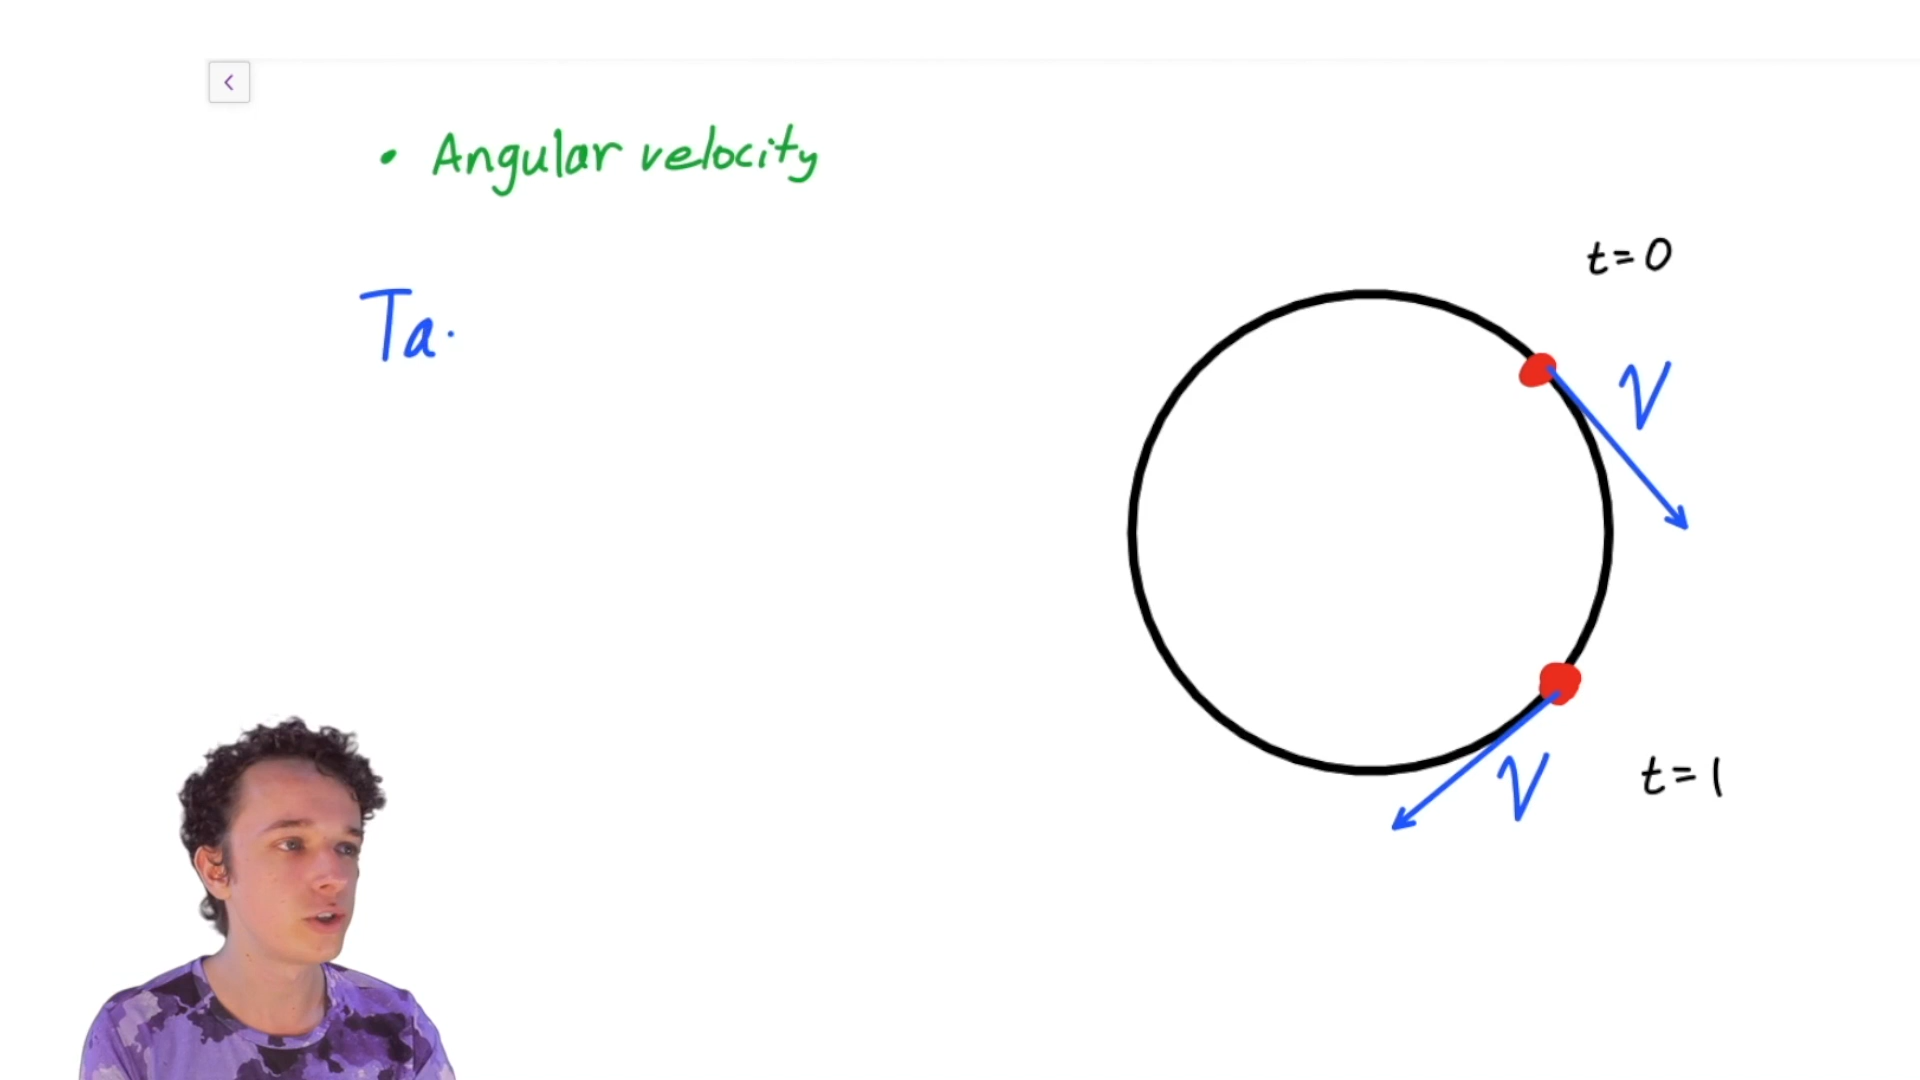 • Angular velocity
t=0
Ta
V
V
t=1